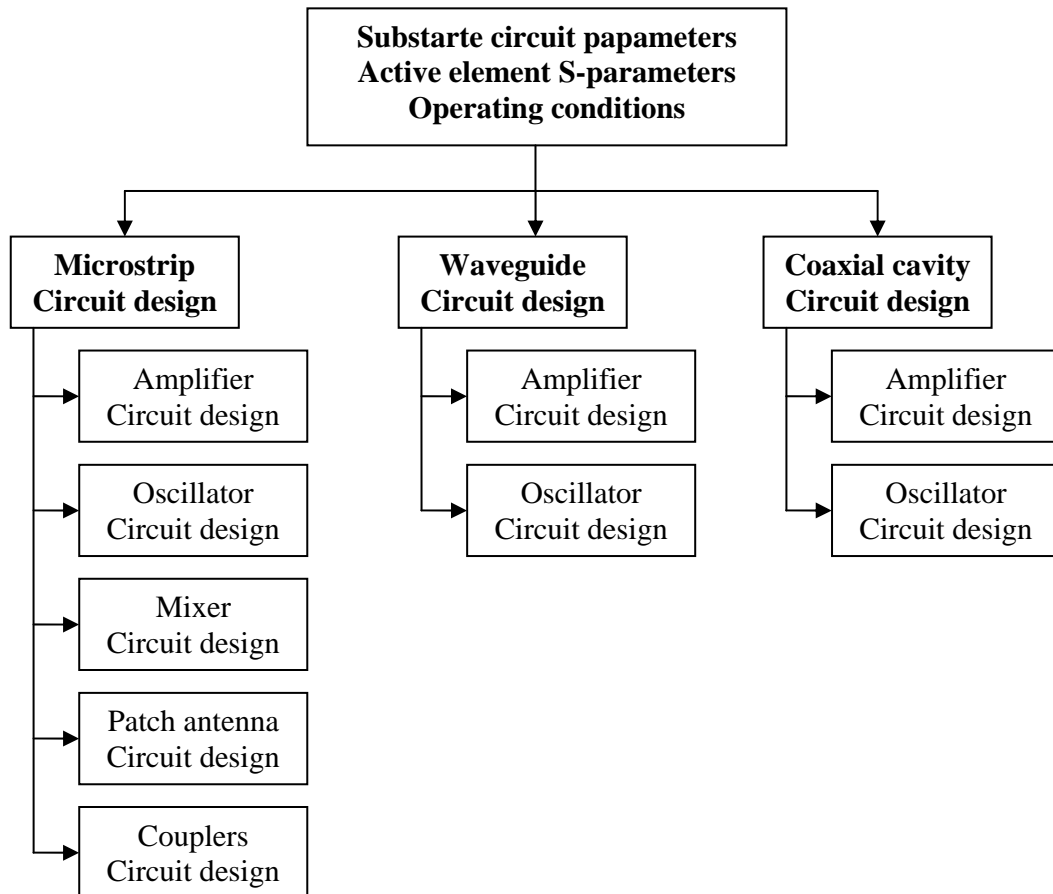 Substarte circuit papameters
Active element S-parameters
Operating conditions
Microstrip
Circuit design
Waveguide
Circuit design
Coaxial cavity
Circuit design
Amplifier
Circuit design
Oscillator
Circuit design
Mixer
Circuit design
Patch antenna
Circuit design
Couplers
Circuit design
Amplifier
Circuit design
Oscillator
Circuit design
Amplifier
Circuit design
Oscillator
Circuit design